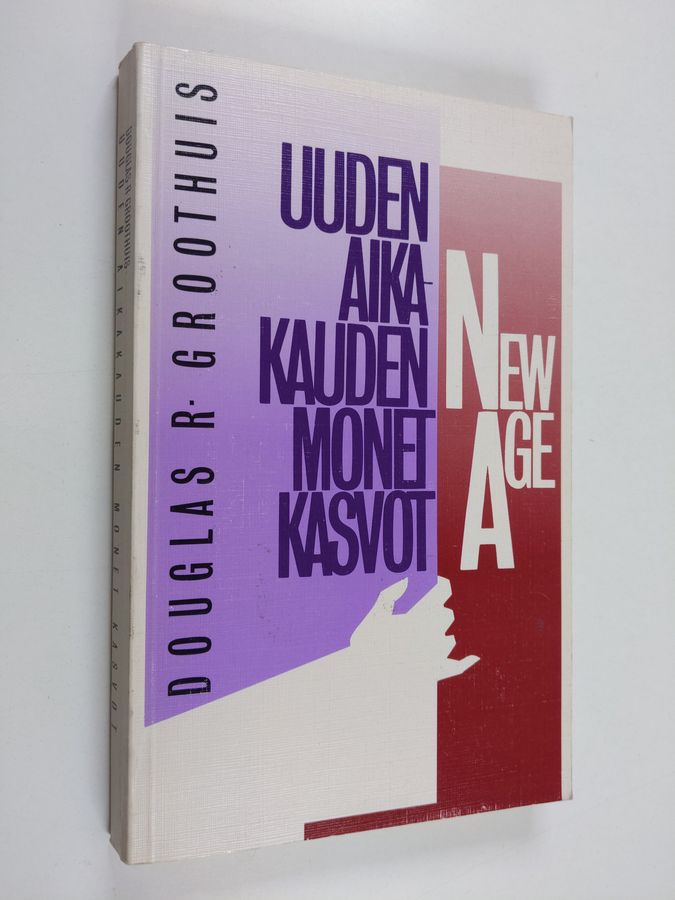 DOUGLAS R. GROOTHUIS
UUDEN AIKAKAUDEN MONET KASVOT
DOUGLAS R. GROOTHUIS
UUDEN
AIKA-
KAUDEN
MONET
KASVOT
NEW
AGE